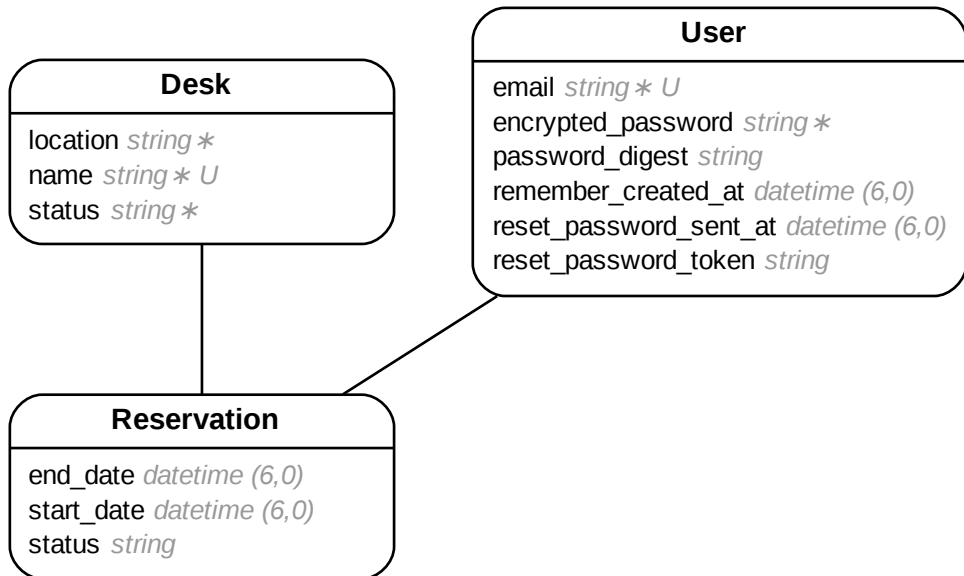 Desk
location string ∗
name string ∗ U
status string ∗
User
email string ∗ U
encrypted_password string ∗
password_digest string
remember_created_at datetime (6,0)
reset_password_sent_at datetime (6,0)
reset_password_token string
Reservation
end_date datetime (6,0)
start_date datetime (6,0)
status string